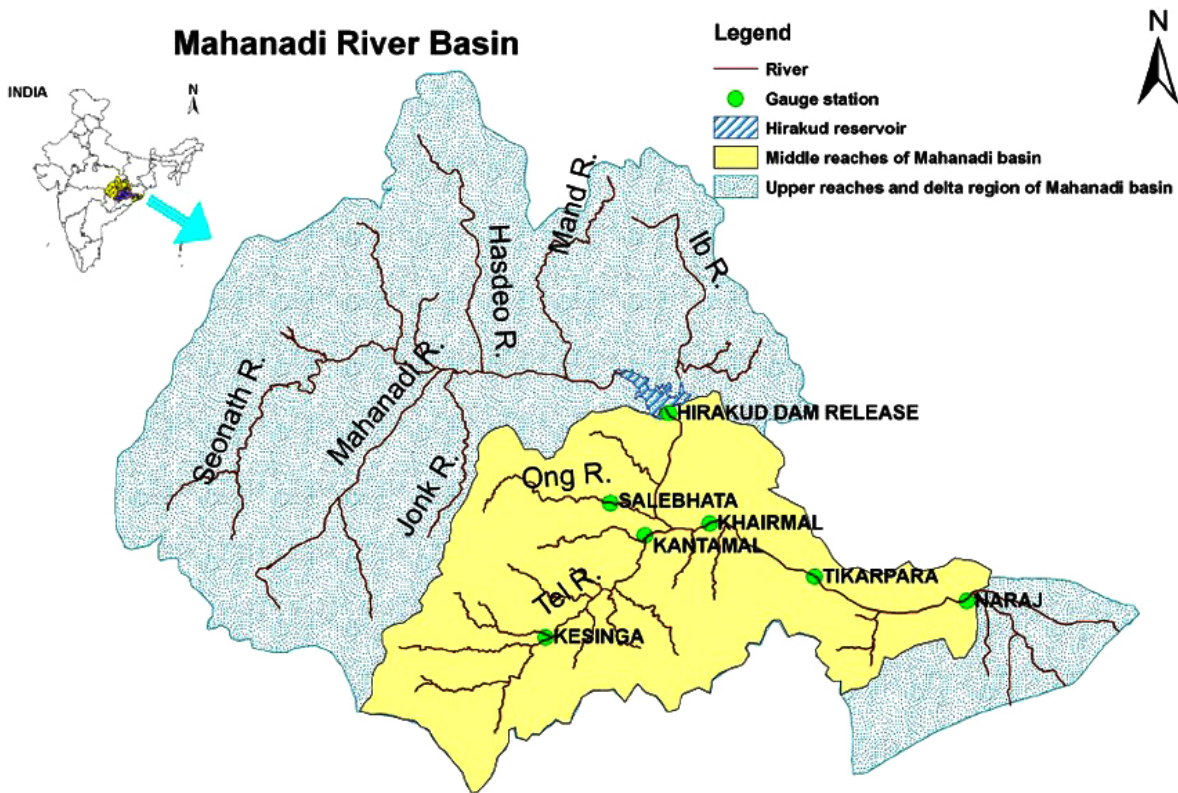 Mahanadi River Basin
INDIA
N
N
Legend
River
Gauge station
Hirakud reservoir
Middle reaches of Mahanadi basin
Upper reaches and delta region of Mahanadi basin
Hasdeo R.
Mand R.
Ib R.
Seonath R.
Mahanadi R.
Jonk R.
HIRAKUD DAM RELEASE
Ong R.
SALEBHATA
KHAIRMAL
KANTAMAL
Tel R.
TIKARPARA
NARAJ
KESINGA